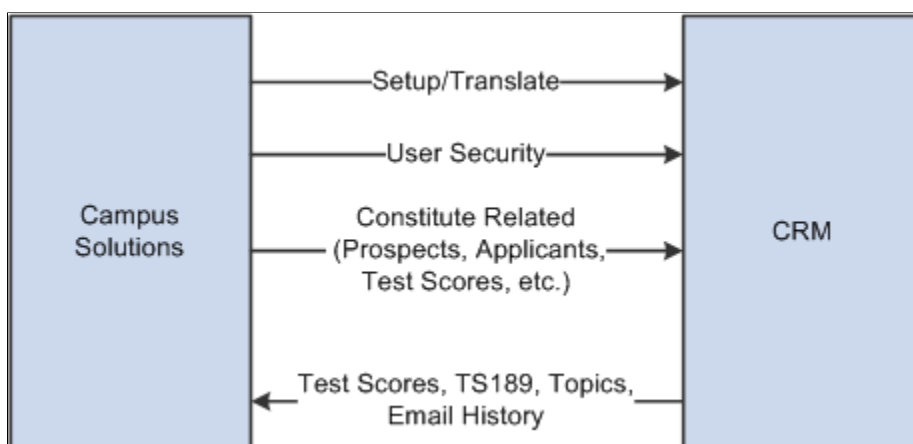 Setup/Translate
User Security
Campus
Solutions
Constitute Related
(Prospects, Applicants,
Test Scores, etc.)
CRM
Test Scores, TS189, Topics,
Email History